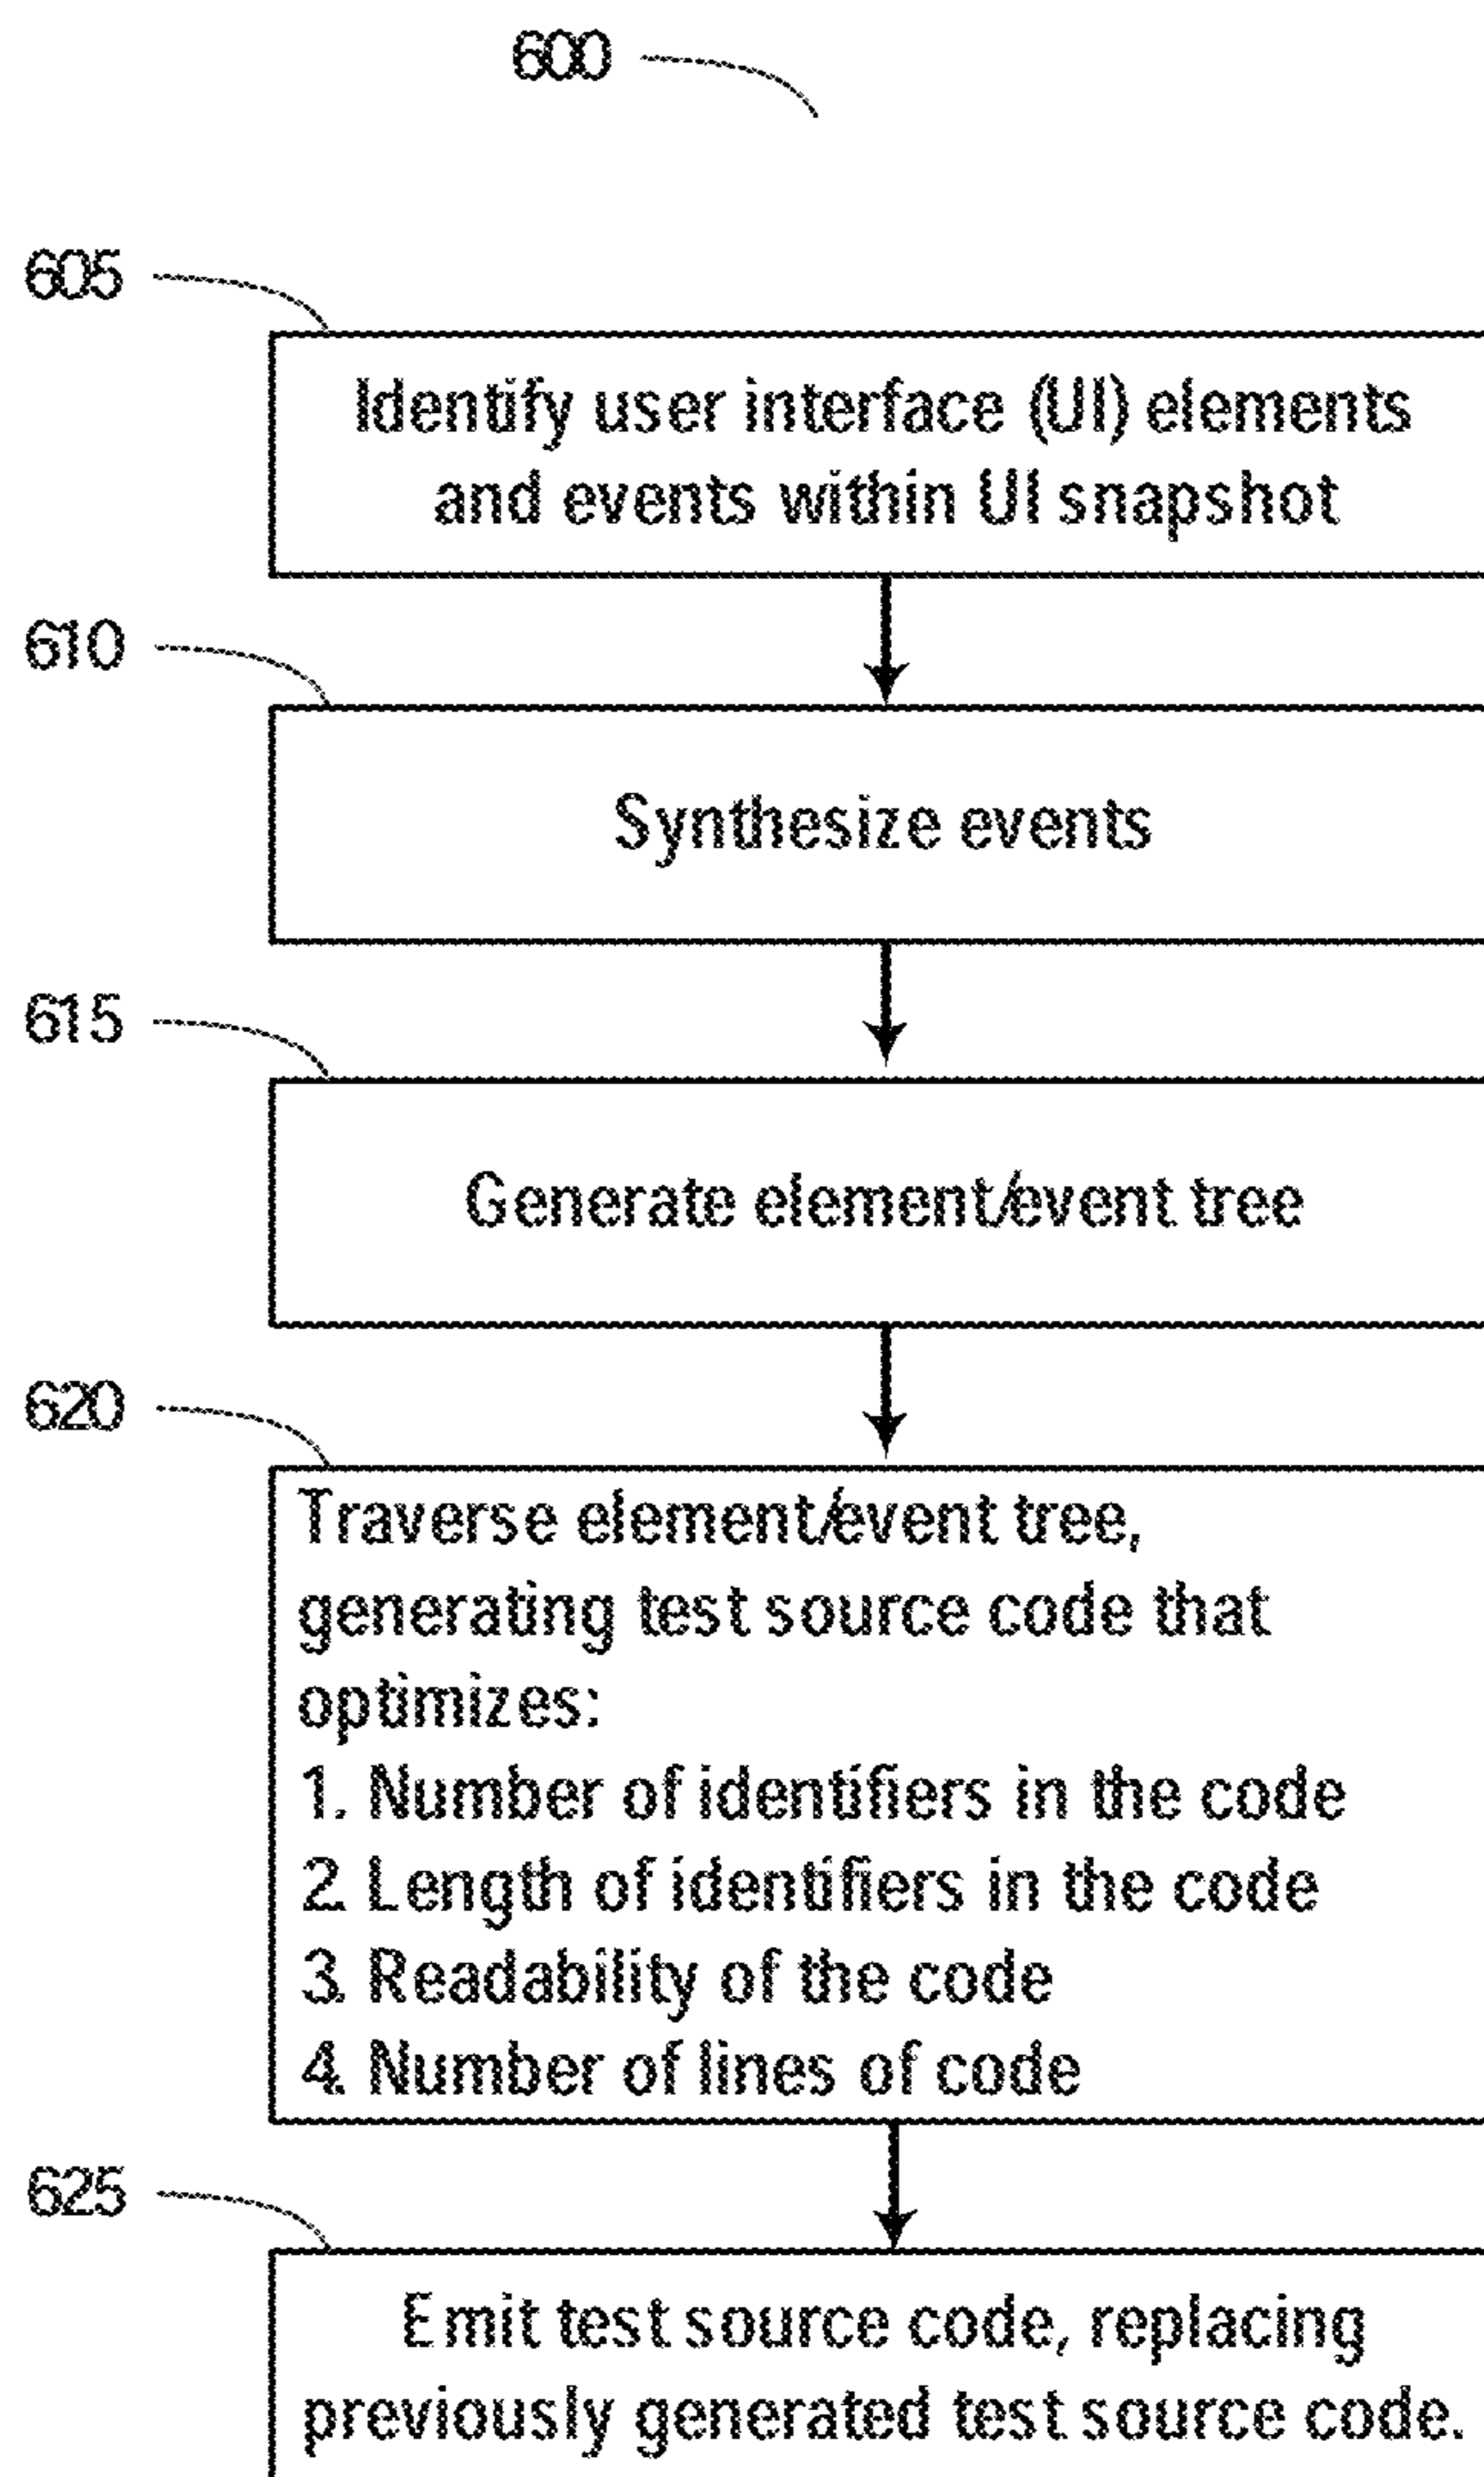 600
605
Identify user interface (UI) elements
and events within UI snapshot
610
Synthesize events
615
Generate element/event tree
620
Traverse element/event tree,
generating test source code that
optimizes:
1. Number of identifiers in the code
2. Length of identifiers in the code
3. Readability of the code
4. Number of lines of code
625
Emit test source code, replacing
previously generated test source code.